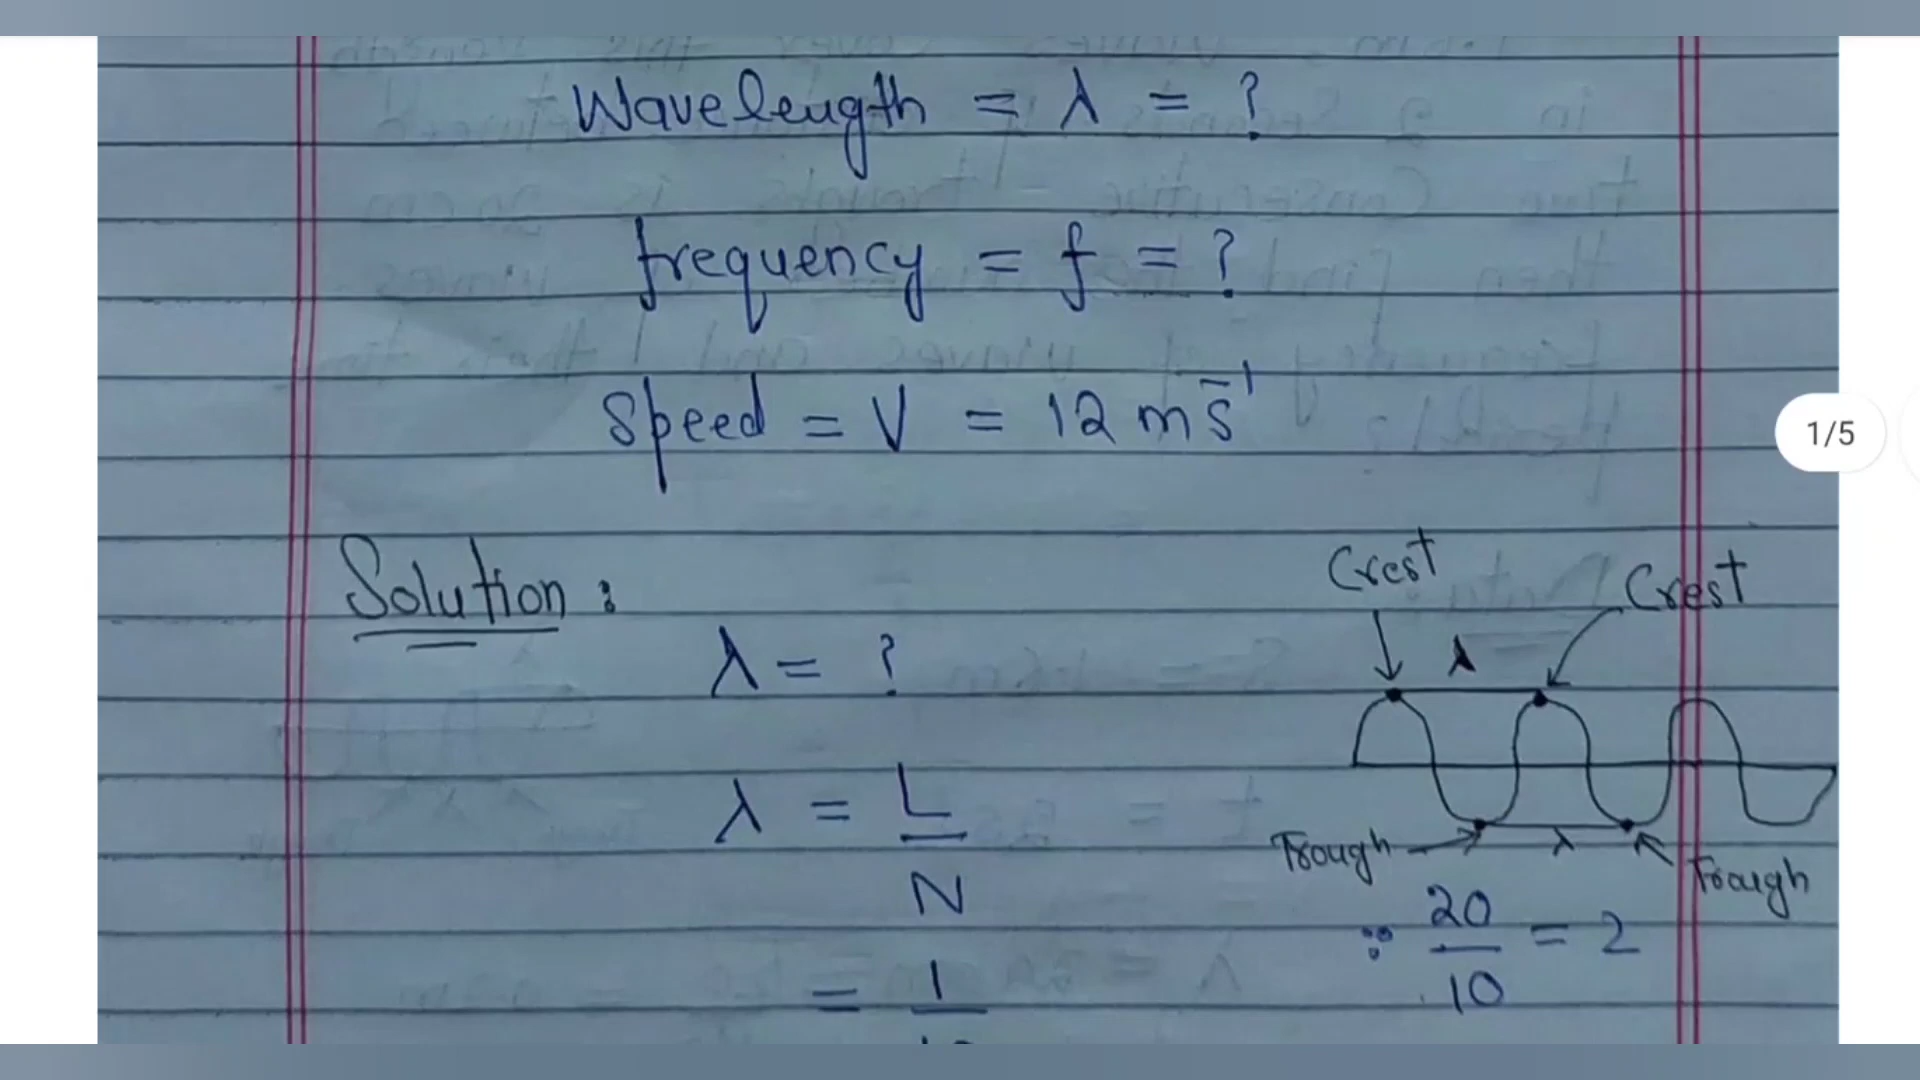 Wavelength = λ = ?
frequency = f = ?
Speed = V = 12 ms⁻¹
1/5
Crest
Crest
Solution :
λ = ?
λ
λ = L
N
Trough
λ
Trough
∵ 20
10
= 2
= 1